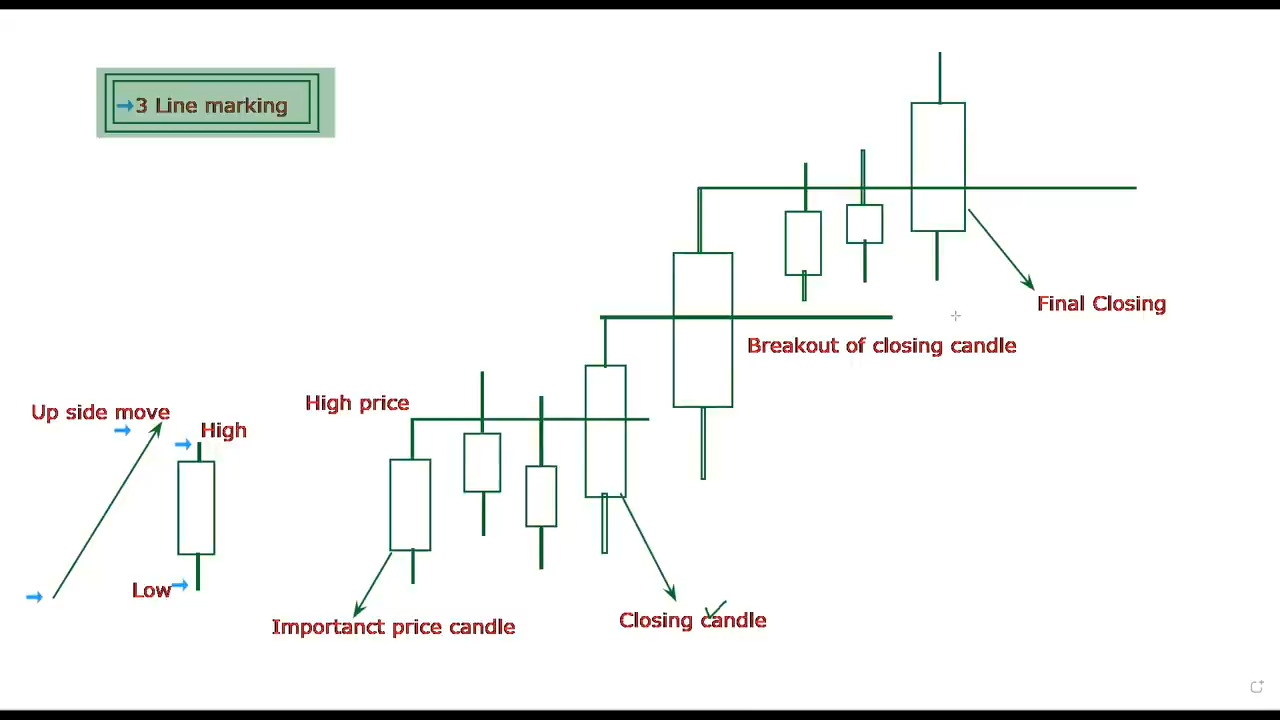 3 Line marking
Final Closing
Breakout of closing candle
High price
Up side move
High
Low
Importanct price candle
Closing candle